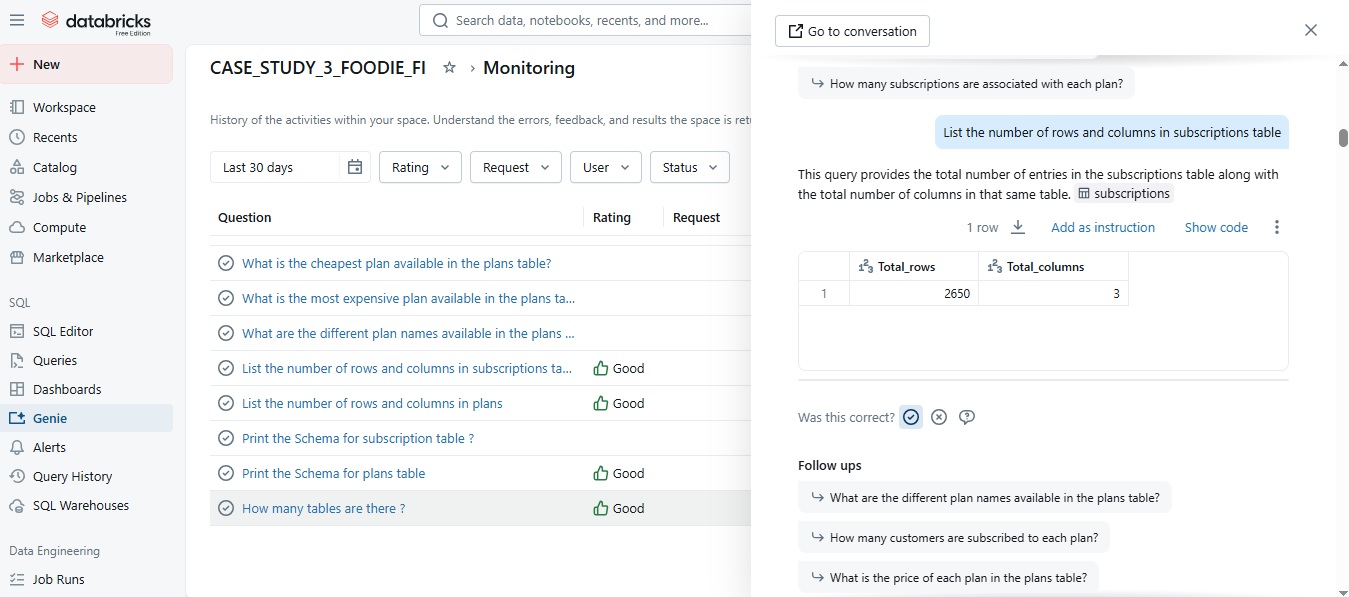 databricks
Free Edition
Search data, notebooks, recents, and more...
New
Workspace
Recents
Catalog
Jobs & Pipelines
Compute
Marketplace
SQL
SQL Editor
Queries
Dashboards
Genie
Alerts
Query History
SQL Warehouses
Data Engineering
Job Runs
CASE_STUDY_3_FOODIE_FI › Monitoring
History of the activities within your space. Understand the errors, feedback, and results the space is retu
Last 30 days Rating Request User Status
Question Rating Request
What is the cheapest plan available in the plans table?
What is the most expensive plan available in the plans ta...
What are the different plan names available in the plans ...
List the number of rows and columns in subscriptions ta... Good
List the number of rows and columns in plans Good
Print the Schema for subscription table ?
Print the Schema for plans table Good
How many tables are there ? Good
Go to conversation
How many subscriptions are associated with each plan?
List the number of rows and columns in subscriptions table
This query provides the total number of entries in the subscriptions table along with
the total number of columns in that same table. subscriptions
1 row Add as instruction Show code
123 Total_rows 123 Total_columns
1 2650 3
Was this correct?
Follow ups
What are the different plan names available in the plans table?
How many customers are subscribed to each plan?
What is the price of each plan in the plans table?